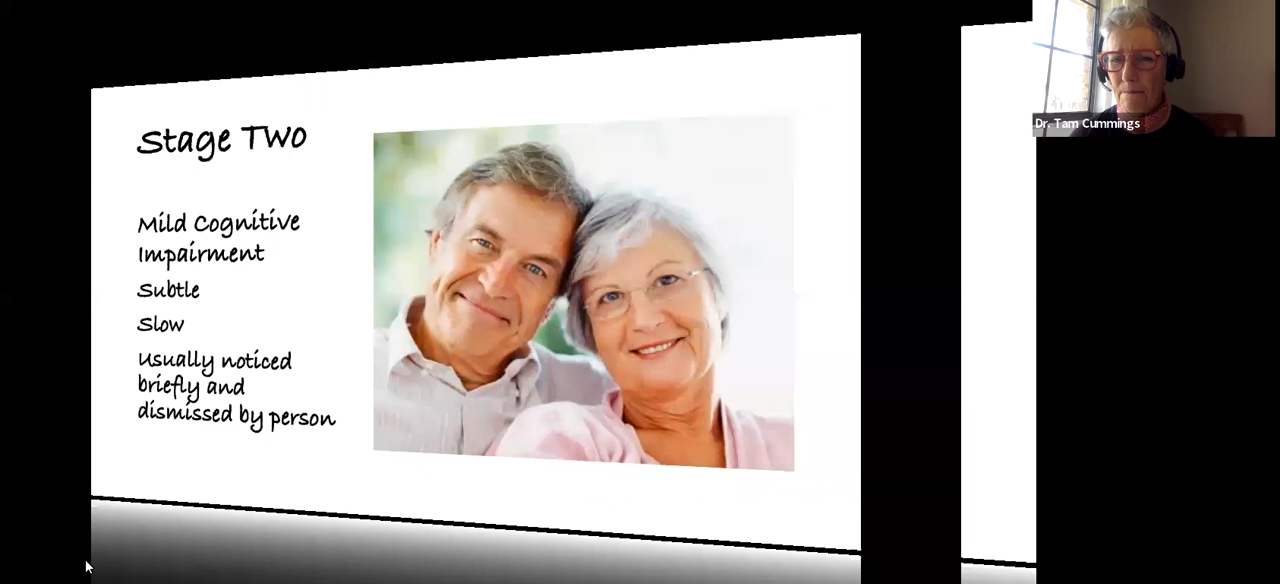 Stage Two
Mild Cognitive
Impairment
Subtle
Slow
Usually noticed
briefly and
dismissed by person
Dr. Tam Cummings